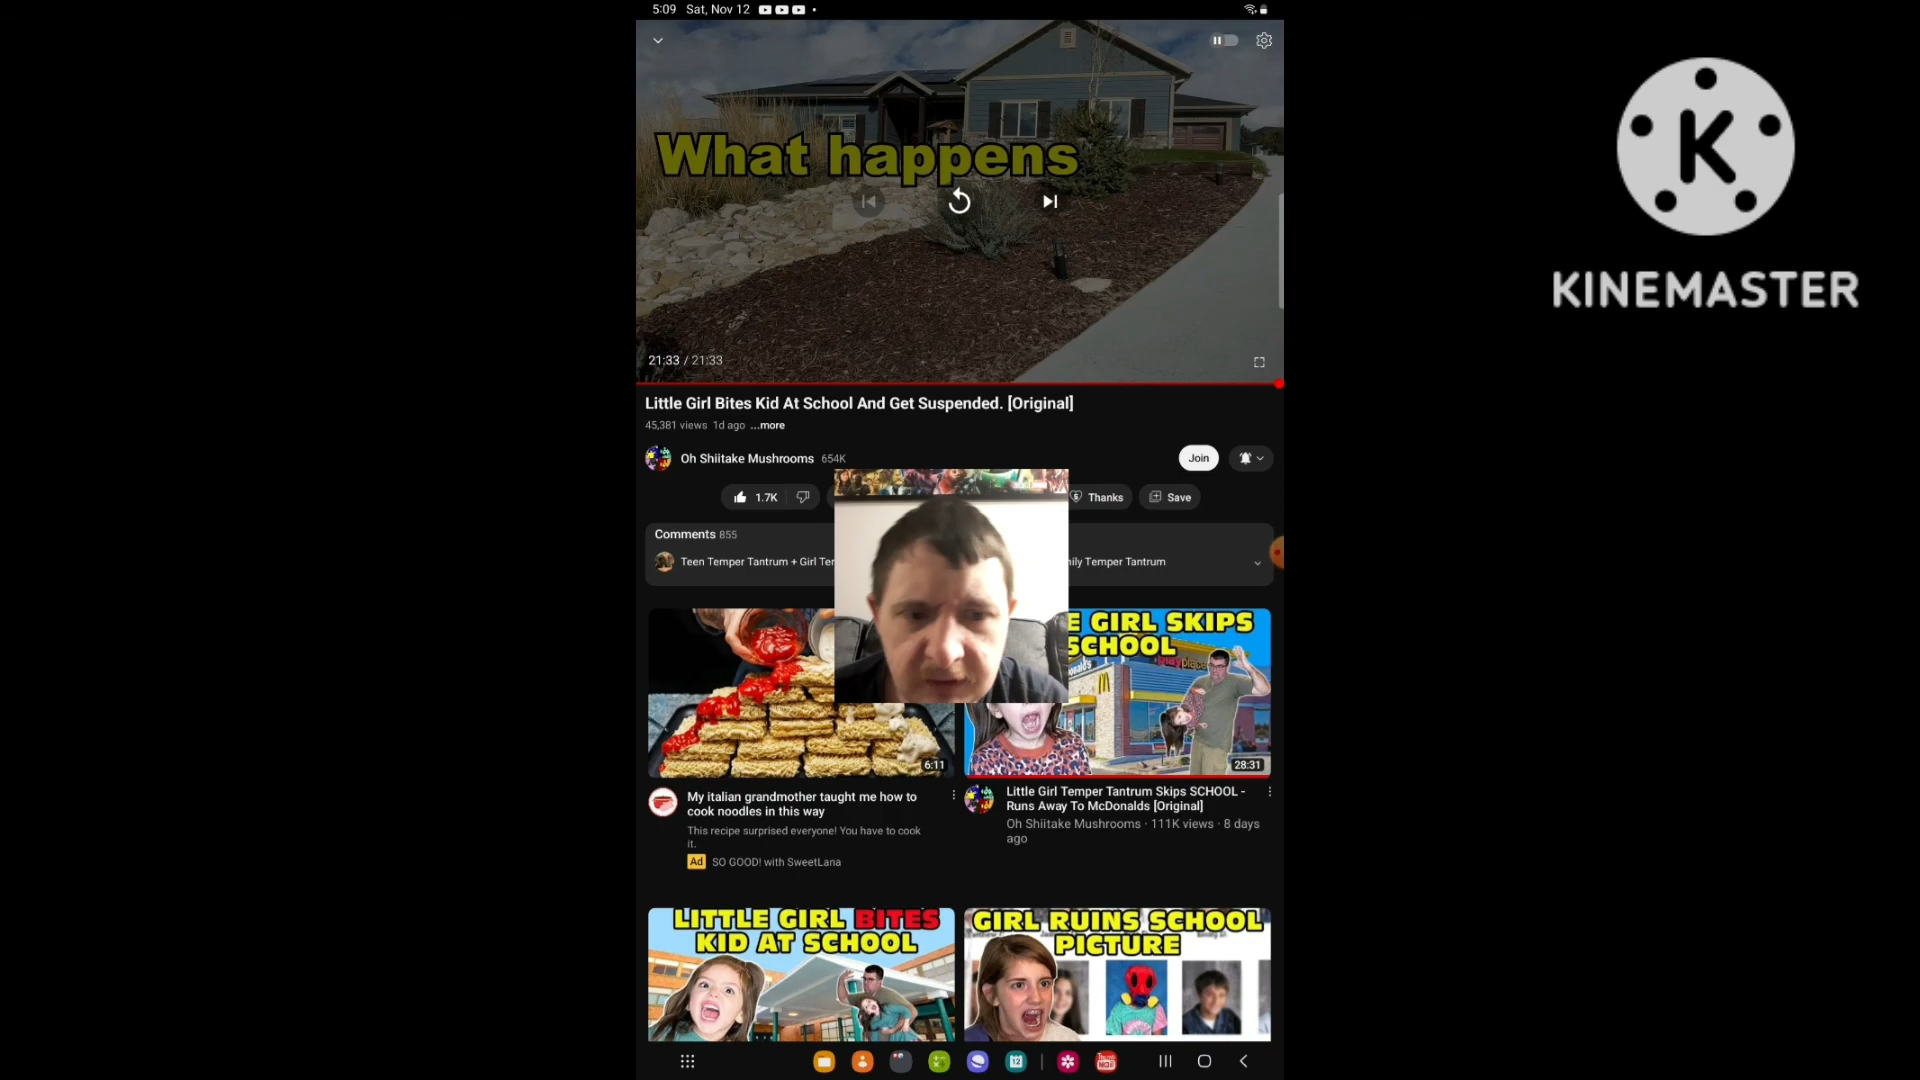 5:09 Sat, Nov 12
What happens
21:33 / 21:33
Little Girl Bites Kid At School And Get Suspended. [Original]
45,381 views 1d ago ...more
Oh Shiitake Mushrooms 654K
Join
1.7K
Thanks
Save
Comments 855
Teen Temper Tantrum + Girl Ter
ily Temper Tantrum
E GIRL SKIPS
SCHOOL
playplace
6:11
28:31
My italian grandmother taught me how to
cook noodles in this way
This recipe surprised everyone! You have to cook
it.
Ad SO GOOD! with SweetLana
Little Girl Temper Tantrum Skips SCHOOL -
Runs Away To McDonalds [Original]
Oh Shiitake Mushrooms · 111K views · 8 days
ago
LITTLE GIRL BITES
KID AT SCHOOL
GIRL RUINS SCHOOL
PICTURE
12
K
KINEMASTER